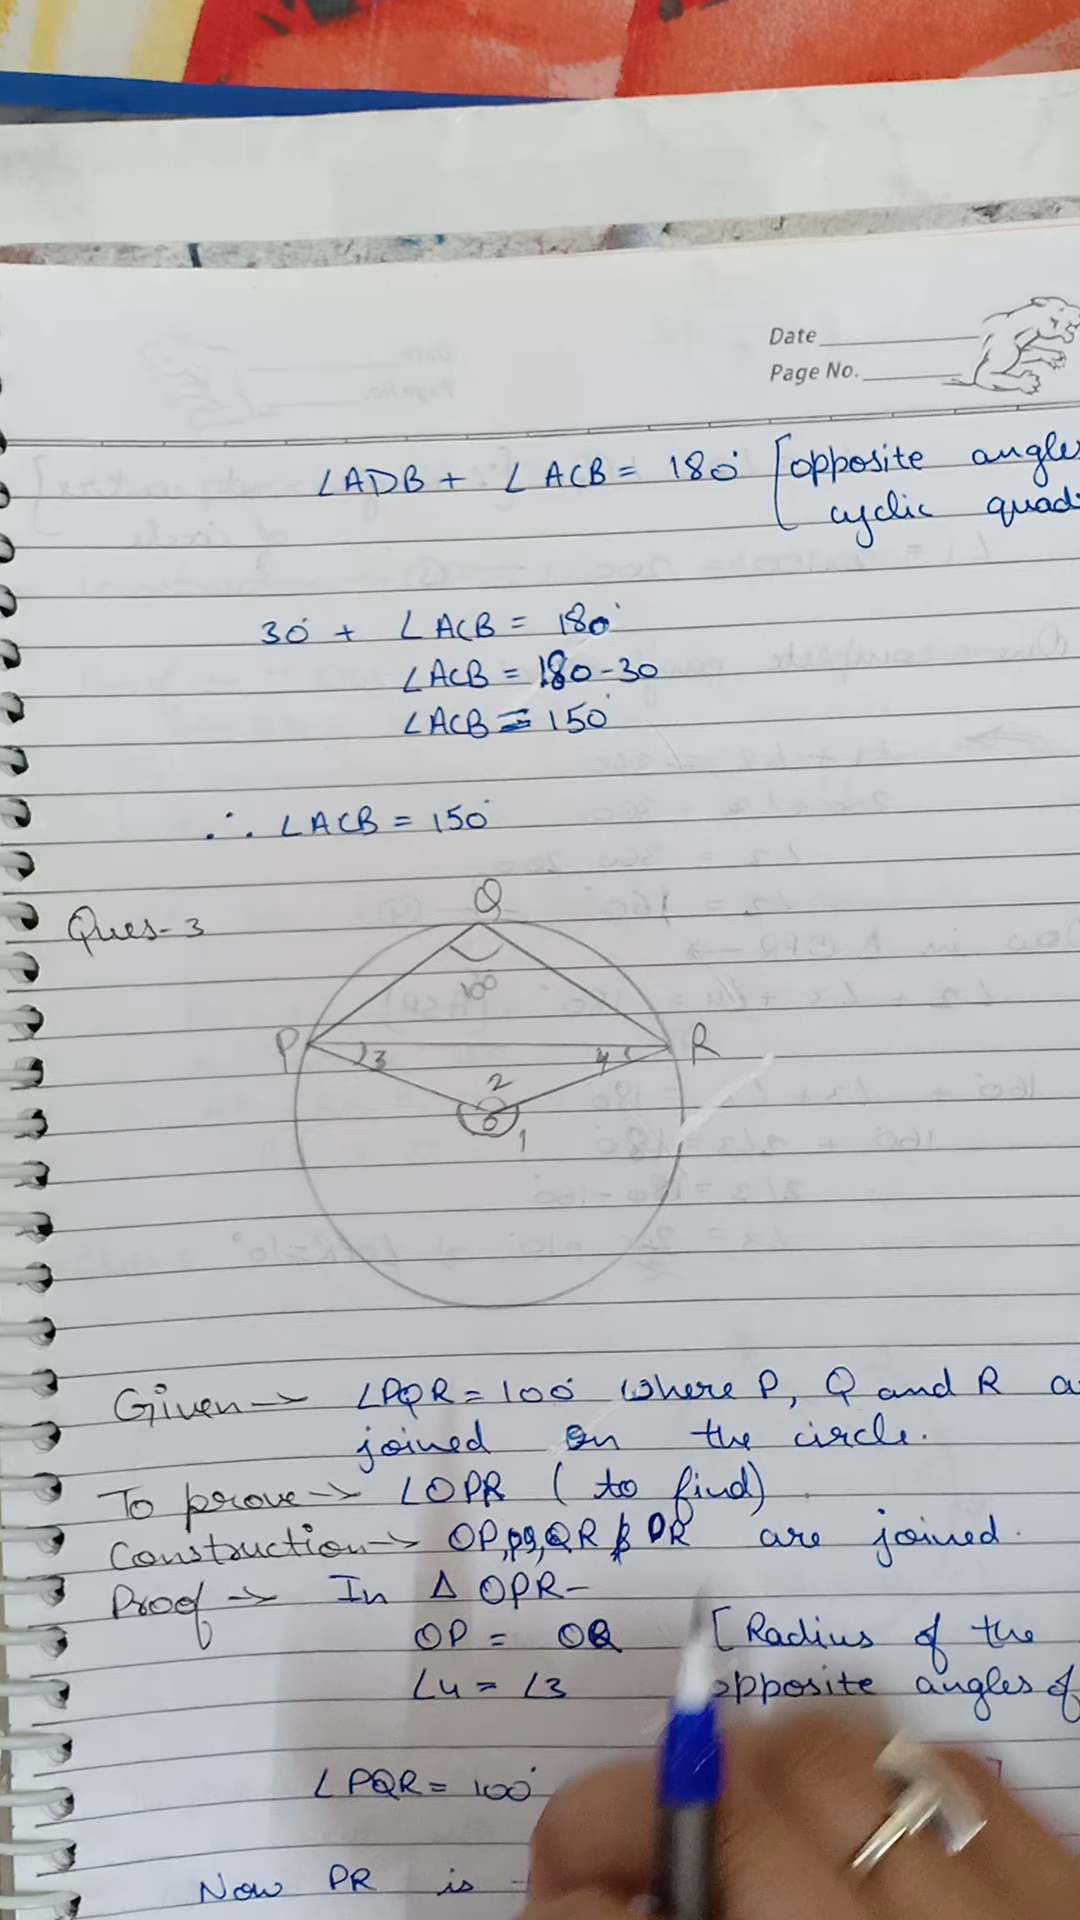 Date
Page No.
∠ADB + ∠ACB = 180° [opposite angles
cyclic quad
30° + ∠ACB = 180°
∠ACB = 180-30
∠ACB = 150°
∴ ∠ACB = 150°
Ques-3
Q
100°
P
3
4
R
2
O
1
Given→ ∠PQR = 100° where P, Q and R a
joined on the circle.
To prove→ ∠OPR (to find)
Construction→ OP, PQ, QR & OR are joined.
Proof→ In Δ OPR-
OP = OR [Radius of the
∠4 = ∠3 opposite angles of
∠PQR = 100°
Now PR is